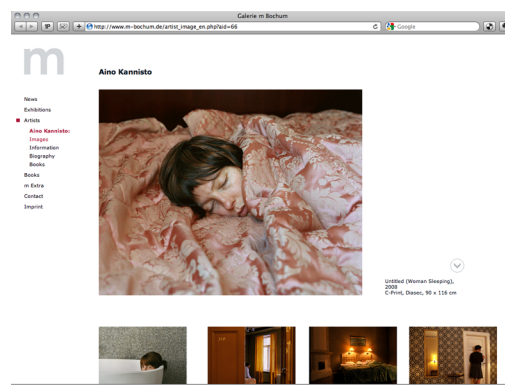 Galerie m Bochum
http://www.m-bochum.de/artist_image_en.php?aid=66
Google
m
Aino Kannisto
News
Exhibitions
Artists
Aino Kannisto:
Images
Information
Biography
Books
Books
m Extra
Contact
Imprint
Untitled (Woman Sleeping),
2008
C-Print, Diasec, 90 x 116 cm